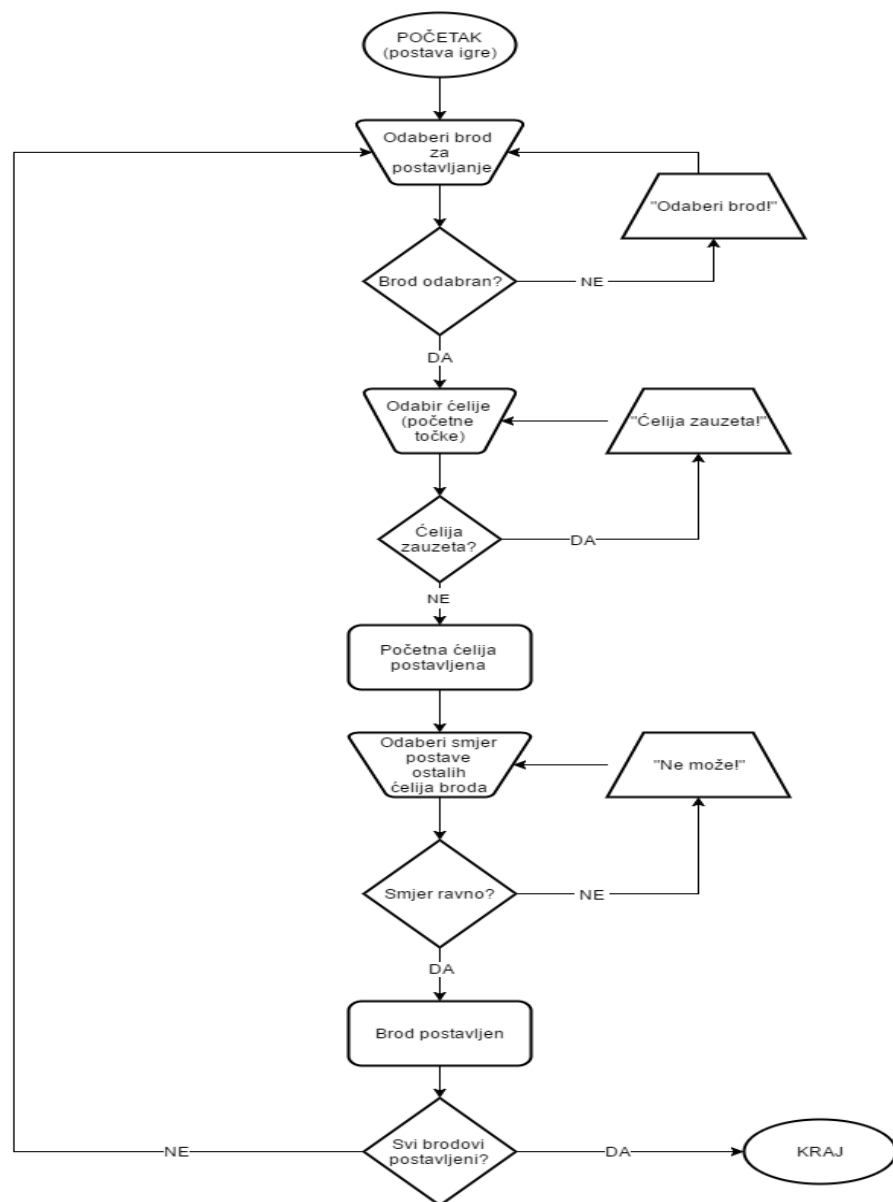 POČETAK
(postava igre)
Odaberi brod
za
postavljanje
"Odaberi brod!"
Brod odabran?
NE
DA
Odabir ćelije
(početne
točke)
"Ćelija zauzeta!"
Ćelija
zauzeta?
DA
NE
Početna ćelija
postavljena
Odaberi smjer
postave
ostalih
ćelija broda
"Ne može!"
Smjer ravno?
NE
DA
Brod postavljen
Svi brodovi
postavljeni?
NE
DA
KRAJ